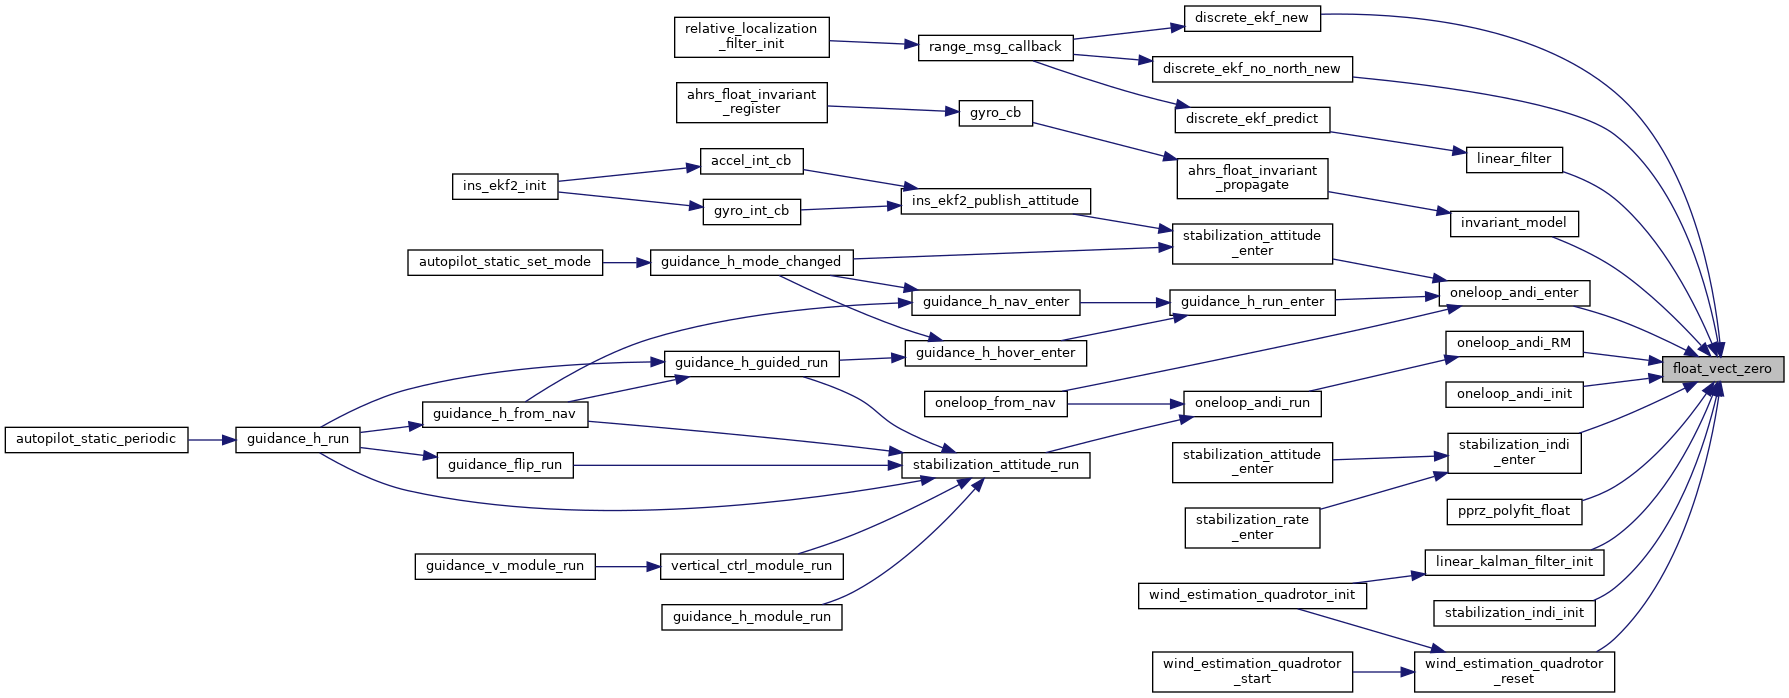 discrete_ekf_new
relative_localization
_filter_init
range_msg_callback
discrete_ekf_no_north_new
ahrs_float_invariant
_register
gyro_cb
discrete_ekf_predict
accel_int_cb
linear_filter
ins_ekf2_init
ahrs_float_invariant
_propagate
gyro_int_cb
ins_ekf2_publish_attitude
invariant_model
stabilization_attitude
_enter
autopilot_static_set_mode
guidance_h_mode_changed
guidance_h_nav_enter
guidance_h_run_enter
oneloop_andi_enter
guidance_h_hover_enter
oneloop_andi_RM
guidance_h_guided_run
float_vect_zero
oneloop_andi_init
oneloop_from_nav
oneloop_andi_run
guidance_h_from_nav
autopilot_static_periodic
guidance_h_run
stabilization_indi
_enter
guidance_flip_run
stabilization_attitude_run
stabilization_attitude
_enter
pprz_polyfit_float
stabilization_rate
_enter
guidance_v_module_run
vertical_ctrl_module_run
linear_kalman_filter_init
wind_estimation_quadrotor_init
guidance_h_module_run
stabilization_indi_init
wind_estimation_quadrotor
_start
wind_estimation_quadrotor
_reset